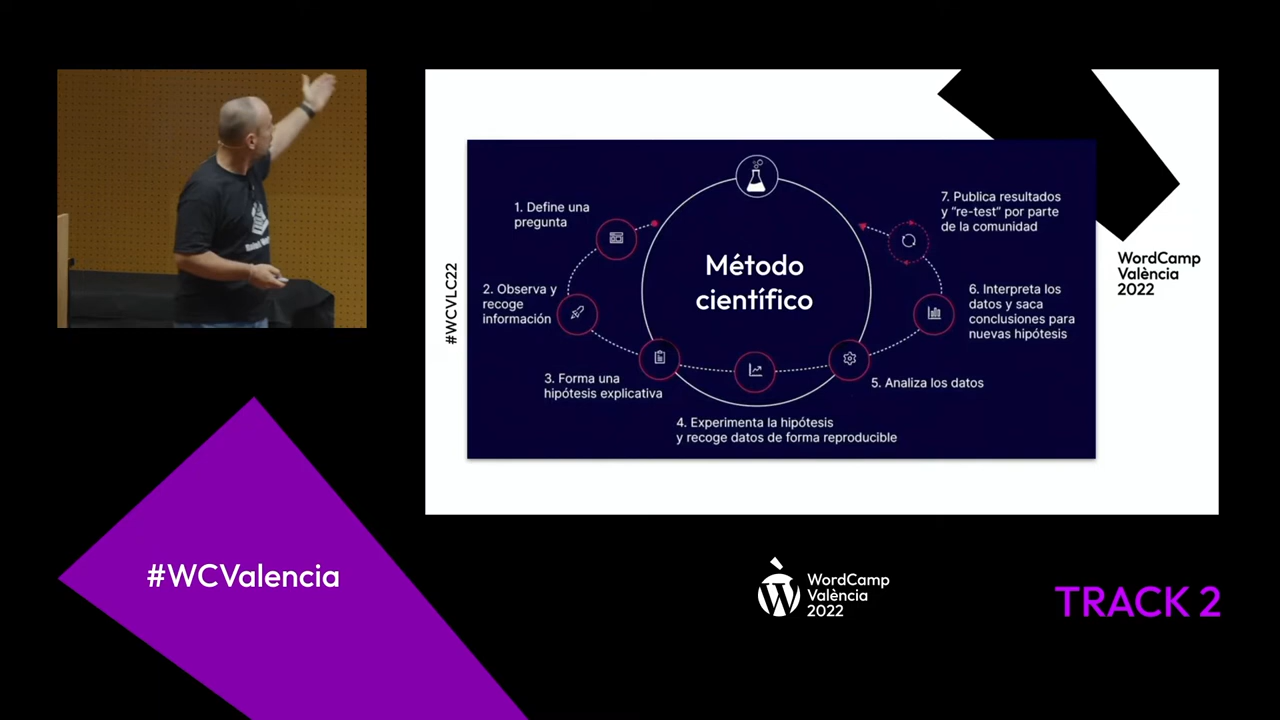 #WCVLC22
Método
científico
1. Define una
pregunta
2. Observa y
recoge
información
3. Forma una
hipótesis explicativa
4. Experimenta la hipótesis
y recoge datos de forma reproducible
5. Analiza los datos
6. Interpreta los
datos y saca
conclusiones para
nuevas hipótesis
7. Publica resultados
y “re-test” por parte
de la comunidad
WordCamp
València
2022
#WCValencia
WordCamp
València
2022
TRACK 2